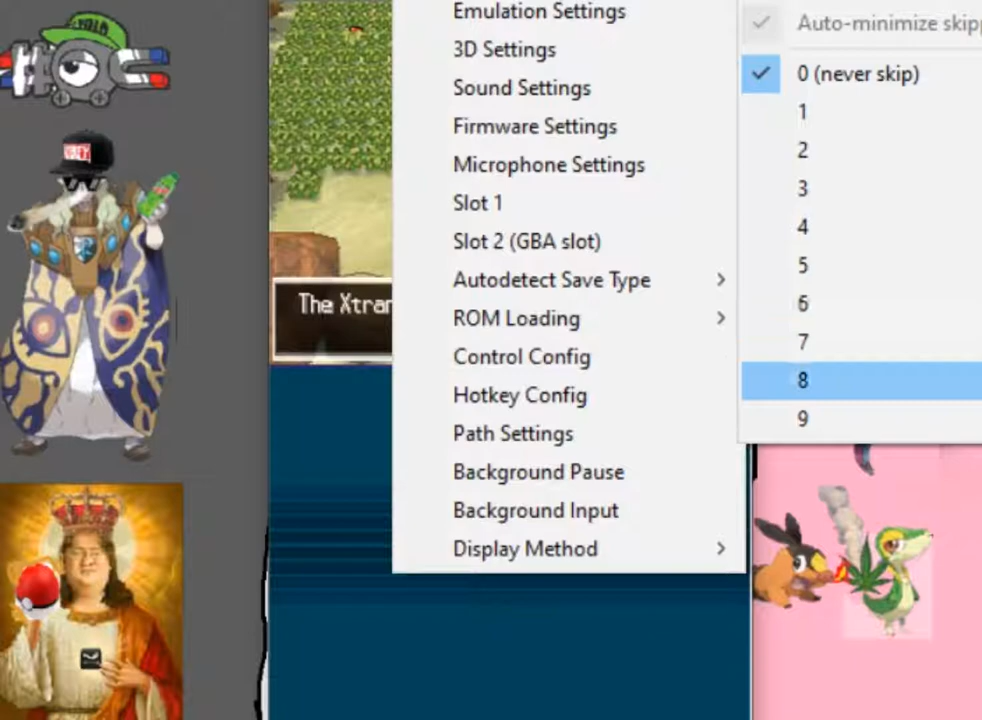 YOLO
OBEY
Emulation Settings
3D Settings
Sound Settings
Firmware Settings
Microphone Settings
Slot 1
Slot 2 (GBA slot)
Autodetect Save Type
ROM Loading
Control Config
Hotkey Config
Path Settings
Background Pause
Background Input
Display Method
Auto-minimize skipp
0 (never skip)
1
2
3
4
5
6
7
8
9
The Xtran